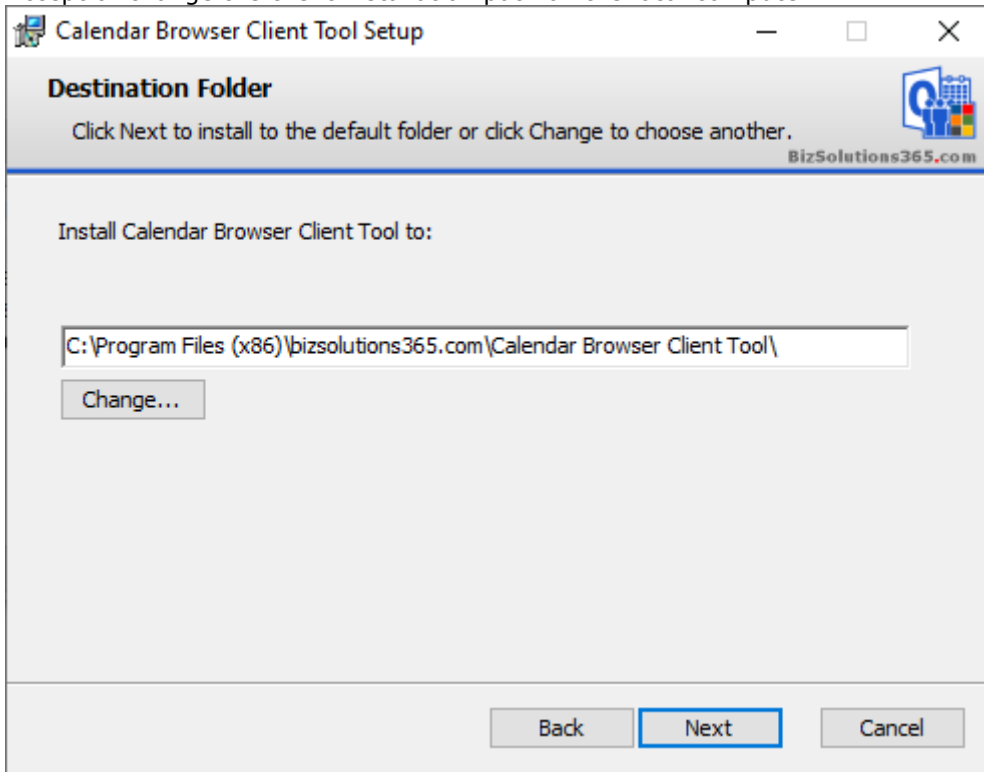 Calendar Browser Client Tool Setup
Destination Folder
Click Next to install to the default folder or click Change to choose another.
BizSolutions365.com
Install Calendar Browser Client Tool to:
C:\Program Files (x86)\bizsolutions365.com\Calendar Browser Client Tool\
Change...
Back Next Cancel